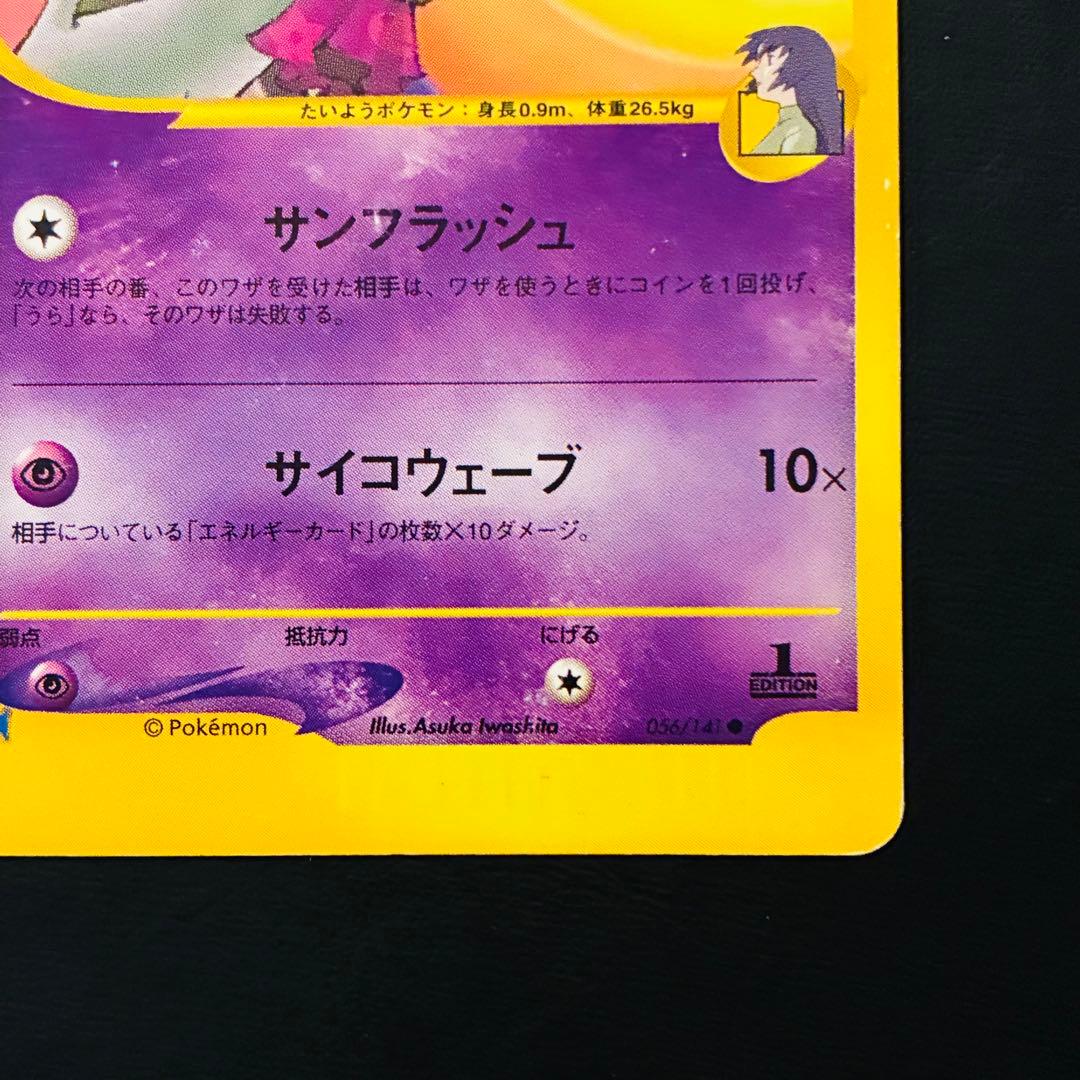 たいようポケモン：身長0.9m、体重26.5kg
サンフラッシュ
次の相手の番、このワザを受けた相手は、ワザを使うときにコインを1回投げ、
「うら」なら、そのワザは失敗する。
サイコウェーブ 10×
相手についている「エネルギーカード」の枚数×10ダメージ。
弱点 抵抗力 にげる
1
EDITION
© Pokémon Illus.Asuka Iwashita 056/141 ●